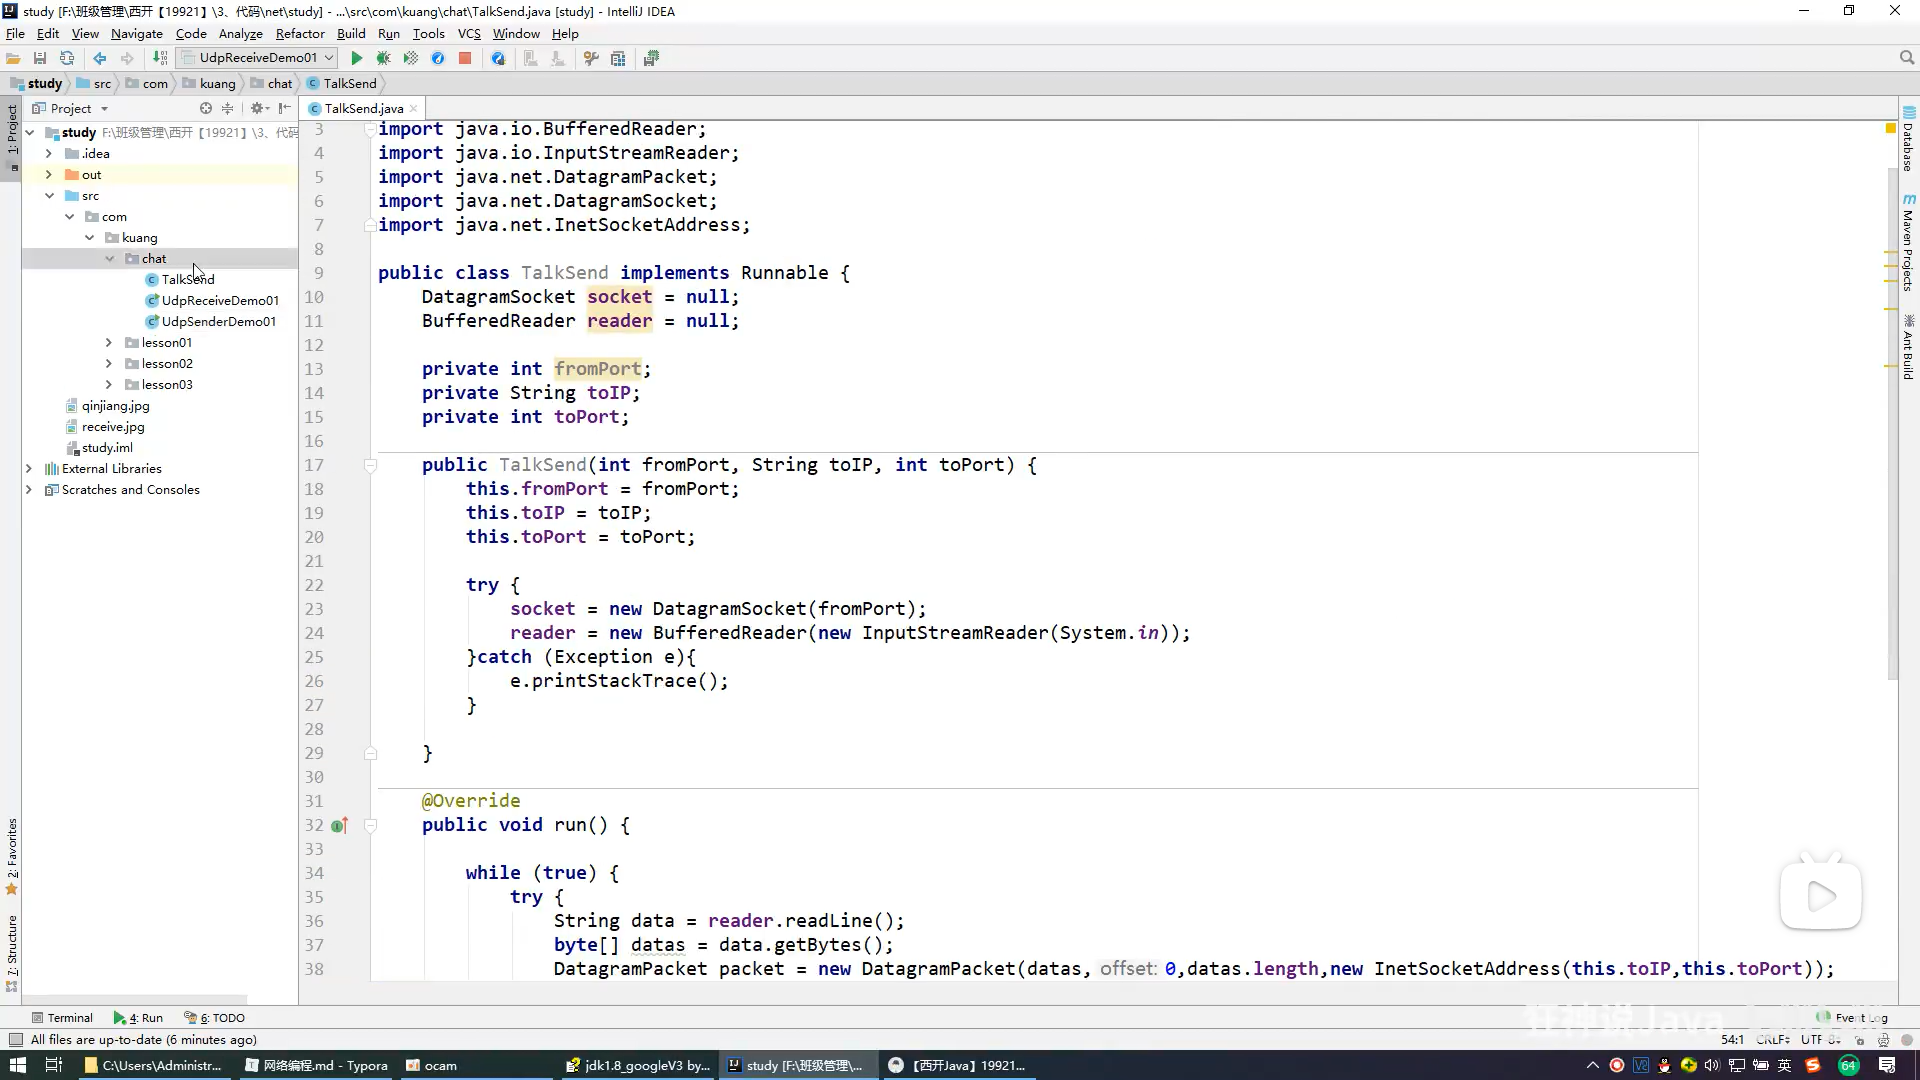 study [F:\班级管理\西开【19921】\3、代码\net\study] - ...\src\com\kuang\chat\TalkSend.java [study] - IntelliJ IDEA
File Edit View Navigate Code Analyze Refactor Build Run Tools VCS Window Help
UdpReceiveDemo01
study src com kuang chat TalkSend
Project
TalkSend.java
1: Project
2: Favorites
7: Structure
study F:\班级管理\西开【19921】\3、代码
.idea
out
src
com
kuang
chat
TalkSend
UdpReceiveDemo01
UdpSenderDemo01
lesson01
lesson02
lesson03
qinjiang.jpg
receive.jpg
study.iml
External Libraries
Scratches and Consoles
3 import java.io.BufferedReader;
4 import java.io.InputStreamReader;
5 import java.net.DatagramPacket;
6 import java.net.DatagramSocket;
7 import java.net.InetSocketAddress;
8
9 public class TalkSend implements Runnable {
10 DatagramSocket socket = null;
11 BufferedReader reader = null;
12
13 private int fromPort;
14 private String toIP;
15 private int toPort;
16
17 public TalkSend(int fromPort, String toIP, int toPort) {
18 this.fromPort = fromPort;
19 this.toIP = toIP;
20 this.toPort = toPort;
21
22 try {
23 socket = new DatagramSocket(fromPort);
24 reader = new BufferedReader(new InputStreamReader(System.in));
25 }catch (Exception e){
26 e.printStackTrace();
27 }
28
29 }
30
31 @Override
32 public void run() {
33
34 while (true) {
35 try {
36 String data = reader.readLine();
37 byte[] datas = data.getBytes();
38 DatagramPacket packet = new DatagramPacket(datas, offset: 0,datas.length,new InetSocketAddress(this.toIP,this.toPort));
Database
Maven Projects
Ant Build
Terminal 4: Run 6: TODO
Event Log
All files are up-to-date (6 minutes ago)
54:1 CRLF UTF-8
C:\Users\Administr... 网络编程.md - Typora ocam jdk1.8_googleV3 by... study [F:\班级管理\... 【西开Java】19921...
英 64